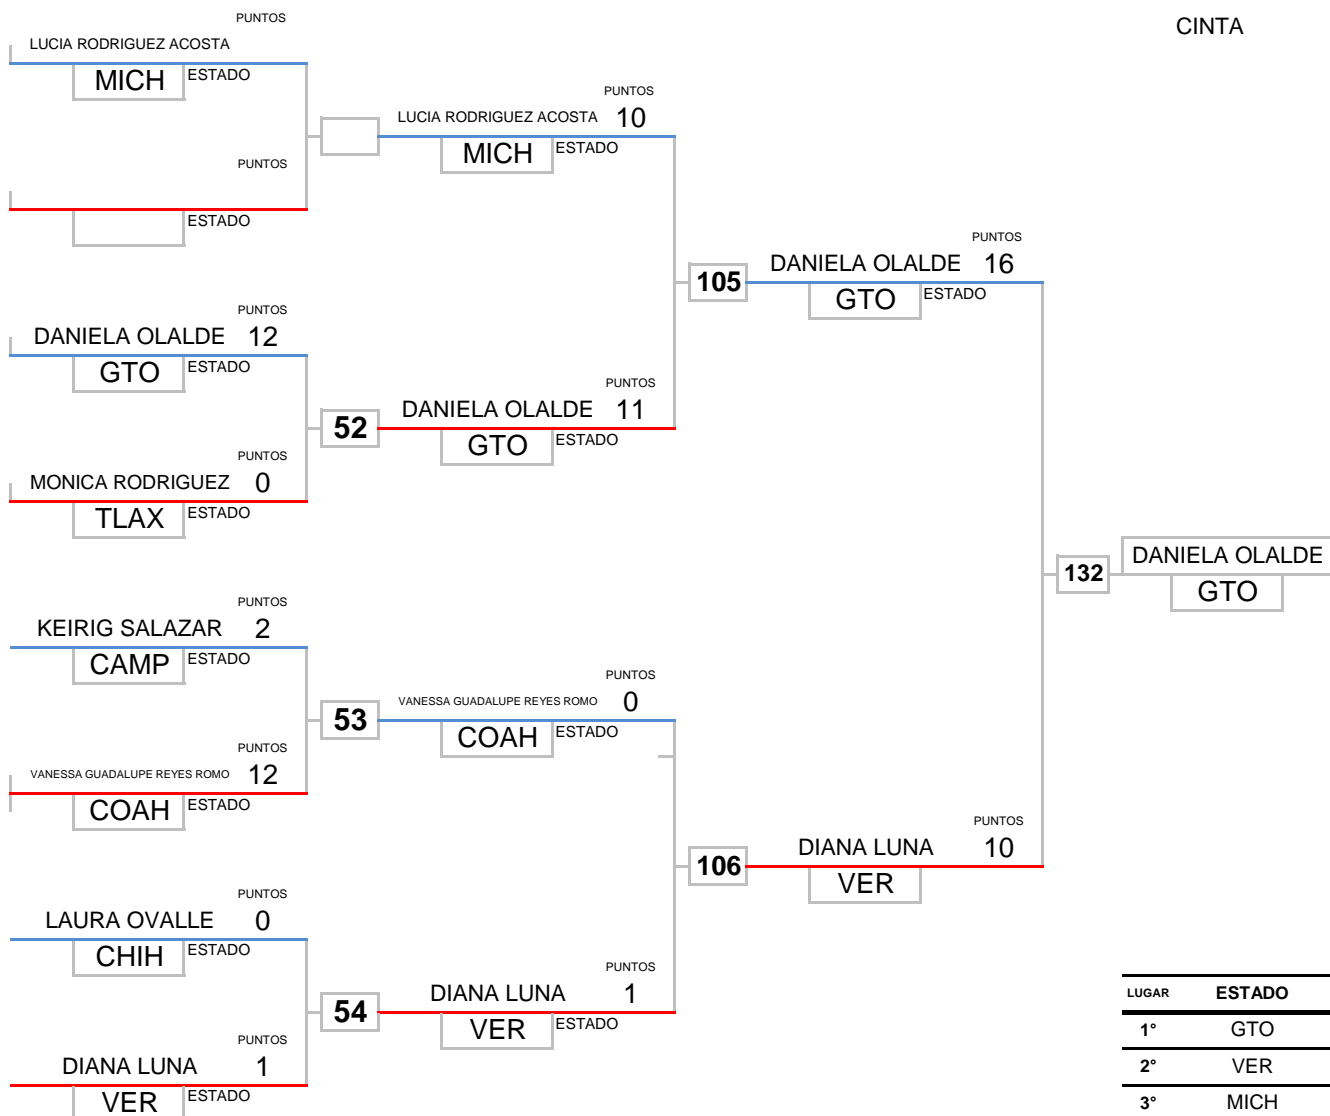 PUNTOS
CINTA
LUCIA RODRIGUEZ ACOSTA
MICH
ESTADO
PUNTOS
LUCIA RODRIGUEZ ACOSTA 10
MICH
ESTADO
PUNTOS
ESTADO
PUNTOS
DANIELA OLALDE 16
105
GTO
ESTADO
PUNTOS
DANIELA OLALDE 12
GTO
ESTADO
PUNTOS
DANIELA OLALDE 11
52
GTO
ESTADO
PUNTOS
MONICA RODRIGUEZ 0
TLAX
ESTADO
132
DANIELA OLALDE
GTO
PUNTOS
KEIRIG SALAZAR 2
CAMP
ESTADO
PUNTOS
VANESSA GUADALUPE REYES ROMO 0
53
COAH
ESTADO
PUNTOS
VANESSA GUADALUPE REYES ROMO 12
COAH
ESTADO
PUNTOS
DIANA LUNA 10
106
VER
PUNTOS
LAURA OVALLE 0
CHIH
ESTADO
PUNTOS
DIANA LUNA 1
54
VER
ESTADO
PUNTOS
DIANA LUNA 1
VER
ESTADO
LUGAR ESTADO
1° GTO
2° VER
3° MICH